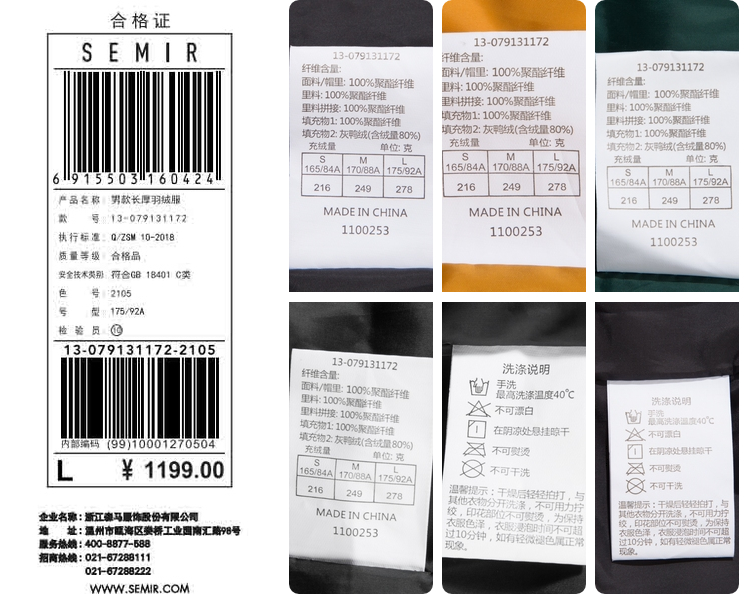 合格证
SEMIR
6 915503 160424
产品名称: 男款长厚羽绒服
款 号: 13-079131172
执行标准: Q/ZSM 10-2018
质量等级: 合格品
安全技术类别: 符合GB 18401 C类
色 号: 2105
号 型: 175/92A
检 验 员: 10
13-079131172-2105
内部编码 (99)10001270504
L ¥ 1199.00
企业名称: 浙江森马服饰股份有限公司
地 址: 温州市瓯海区娄桥工业园南汇路98号
服务热线: 400-8877-588
招商热线: 021-67288111
021-67288222
WWW.SEMIR.COM
13-079131172
纤维含量:
面料/帽里: 100%聚酯纤维
里料: 100%聚酯纤维
里料拼接: 100%聚酯纤维
填充物1: 100%聚酯纤维
填充物2: 灰鸭绒(含绒量80%)
充绒量 单位: 克
S M L
165/84A 170/88A 175/92A
216 249 278
MADE IN CHINA
1100253
13-079131172
纤维含量:
面料/帽里: 100%聚酯纤维
里料: 100%聚酯纤维
里料拼接: 100%聚酯纤维
填充物1: 100%聚酯纤维
填充物2: 灰鸭绒(含绒量80%)
充绒量 单位: 克
S M L
165/84A 170/88A 175/92A
216 249 278
MADE IN CHINA
1100253
13-079131172
纤维含量:
面料/帽里: 100%聚酯纤维
里料: 100%聚酯纤维
里料拼接: 100%聚酯纤维
填充物1: 100%聚酯纤维
填充物2: 灰鸭绒(含绒量80%)
充绒量 单位: 克
S M L
165/84A 170/88A 175/92A
216 249 278
MADE IN CHINA
1100253
13-079131172
纤维含量:
面料/帽里: 100%聚酯纤维
里料: 100%聚酯纤维
里料拼接: 100%聚酯纤维
填充物1: 100%聚酯纤维
填充物2: 灰鸭绒(含绒量80%)
充绒量 单位: 克
S M L
165/84A 170/88A 175/92A
216 249 278
MADE IN CHINA
1100253
洗涤说明
手洗
最高洗涤温度40℃
不可漂白
在阴凉处悬挂晾干
不可熨烫
不可干洗
温馨提示: 干燥后轻轻拍打, 与
其他衣物分开洗涤, 不可用力拧
绞, 印花部位不可熨烫, 为保持
衣服色泽, 衣服浸泡时间不可超
过10分钟, 如有轻微褪色属正常
现象。
洗涤说明
手洗
最高洗涤温度40℃
不可漂白
在阴凉处悬挂晾干
不可熨烫
不可干洗
温馨提示: 干燥后轻轻拍打, 与
其他衣物分开洗涤, 不可用力拧
绞, 印花部位不可熨烫, 为保持
衣服色泽, 衣服浸泡时间不可超
过10分钟, 如有轻微褪色属正常
现象。